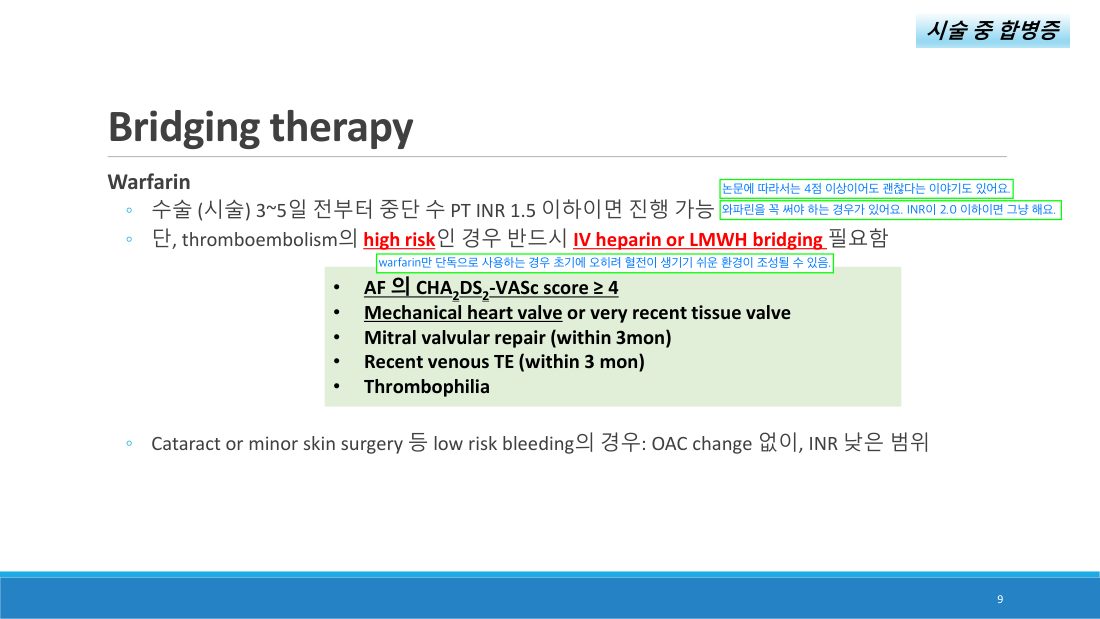 시술 중 합병증
Bridging therapy
Warfarin
논문에 따라서는 4점 이상이어도 괜찮다는 이야기도 있어요.
◦ 수술 (시술) 3~5일 전부터 중단 수 PT INR 1.5 이하이면 진행 가능
와파린을 꼭 써야 하는 경우가 있어요. INR이 2.0 이하이면 그냥 해요.
◦ 단, thromboembolism의 high risk인 경우 반드시 IV heparin or LMWH bridging 필요함
warfarin만 단독으로 사용하는 경우 초기에 오히려 혈전이 생기기 쉬운 환경이 조성될 수 있음.
• AF 의 CHA2DS2-VASc score ≥ 4
• Mechanical heart valve or very recent tissue valve
• Mitral valvular repair (within 3mon)
• Recent venous TE (within 3 mon)
• Thrombophilia
◦ Cataract or minor skin surgery 등 low risk bleeding의 경우: OAC change 없이, INR 낮은 범위
9